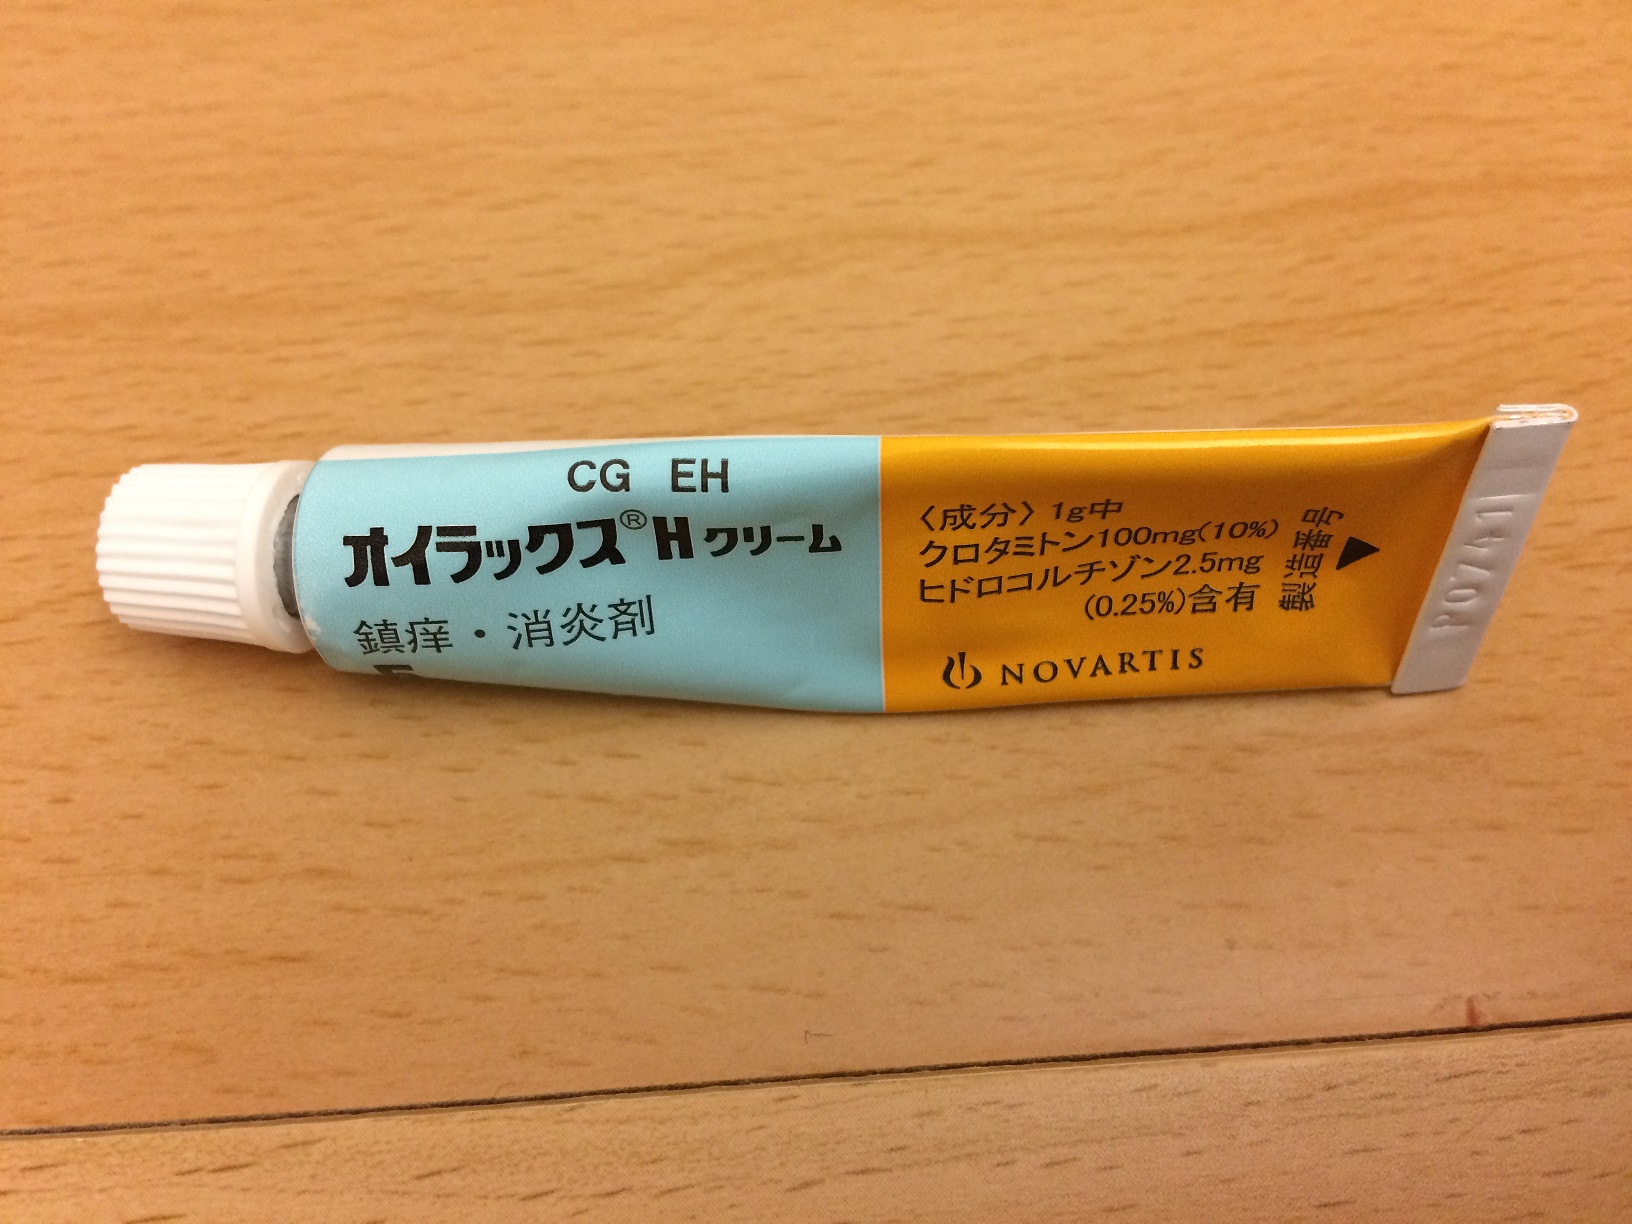 CG EH
オイラックス®Hクリーム
鎮痒・消炎剤
〈成分〉1g中
クロタミトン100mg(10%)
ヒドロコルチゾン2.5mg
(0.25%)含有
製造番号
NOVARTIS
P0741